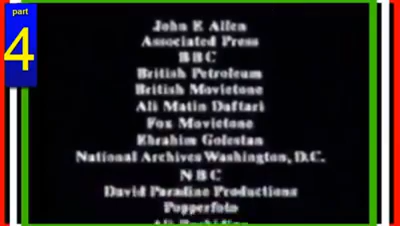 part
4
John E Allen
Associated Press
BBC
British Petroleum
British Movietone
Ali Matin Daftari
Fox Movietone
Ebrahim Golestan
National Archives Washington, D.C.
NBC
David Paradine Productions
Popperfoto